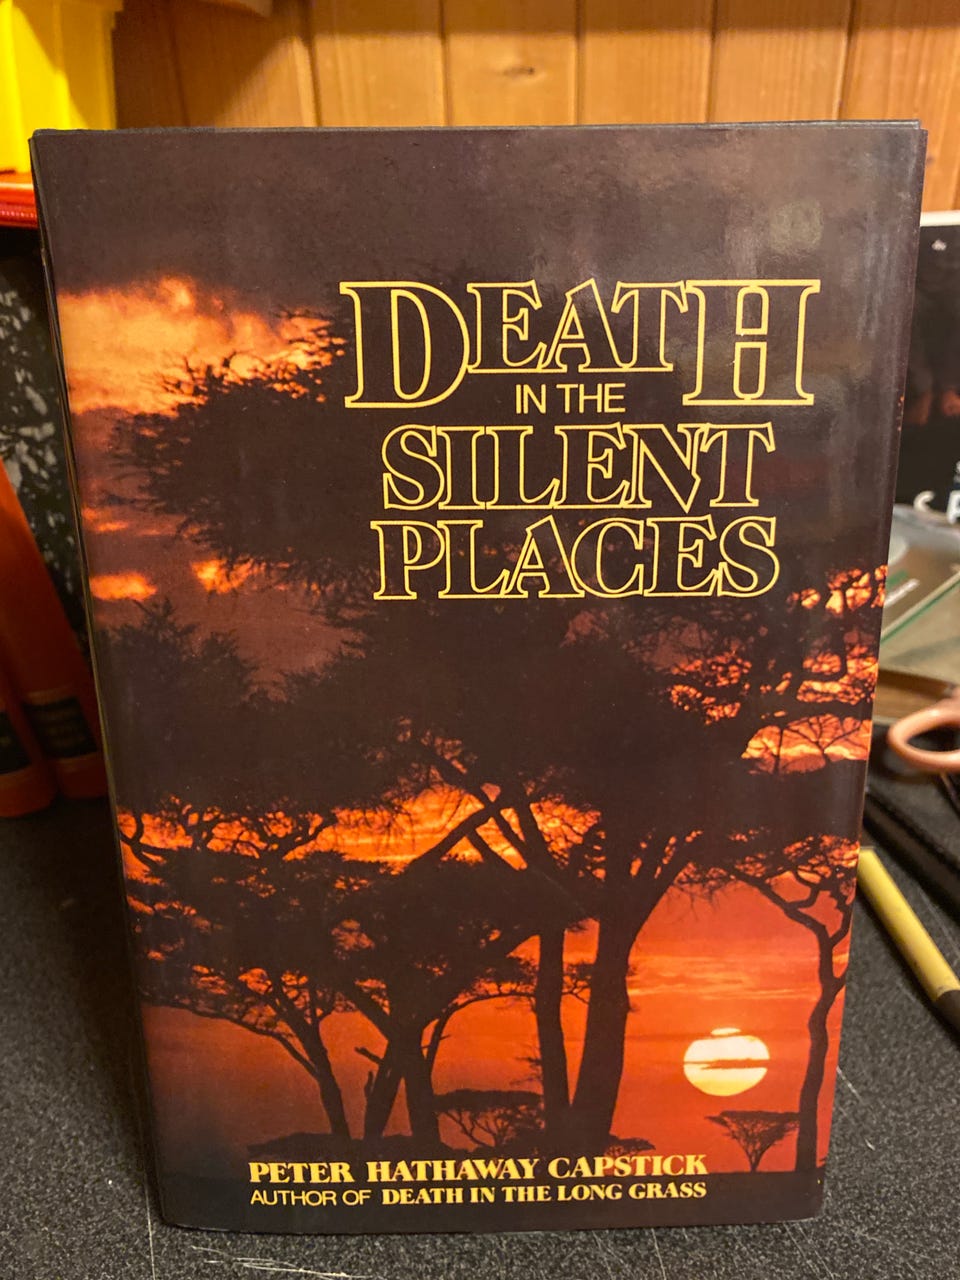 DEATH
IN THE
SILENT
PLACES
PETER HATHAWAY CAPSTICK
AUTHOR OF DEATH IN THE LONG GRASS